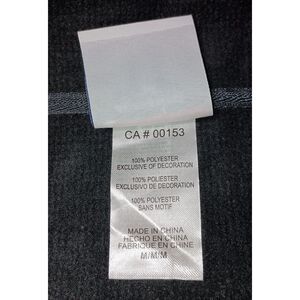 CA # 00153
100% POLYESTER
EXCLUSIVE OF DECORATION
100% POLIESTER
EXCLUSIVO DE DECORATION
100% POLYESTER
SANS MOTIF
MADE IN CHINA
HECHO EN CHINA
FABRIQUE EN CHINE
M/M/M